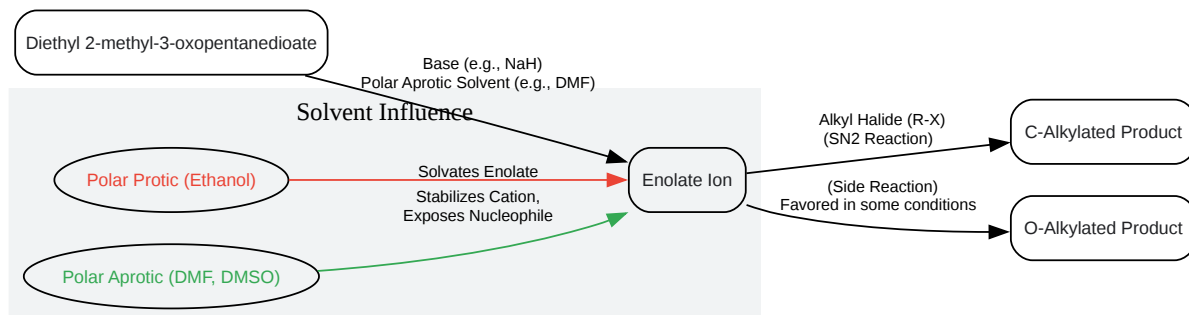 Diethyl 2-methyl-3-oxopentanedioate
Base (e.g., NaH)
Polar Aprotic Solvent (e.g., DMF)
Solvent Influence
Alkyl Halide (R-X)
(SN2 Reaction)
C-Alkylated Product
Polar Protic (Ethanol)
Solvates Enolate
Enolate Ion
Stabilizes Cation,
Exposes Nucleophile
(Side Reaction)
Favored in some conditions
O-Alkylated Product
Polar Aprotic (DMF, DMSO)